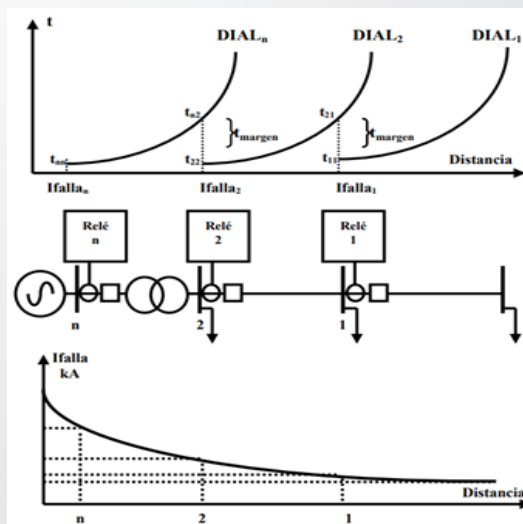 t
DIALn
DIAL2
DIAL1
tn2
t21
} tmargen
} tmargen
tnn
t22
t11
Distancia
Ifallan
Ifalla2
Ifalla1
Relé
n
Relé
2
Relé
1
n
2
1
Ifalla
kA
Distancia
n
2
1